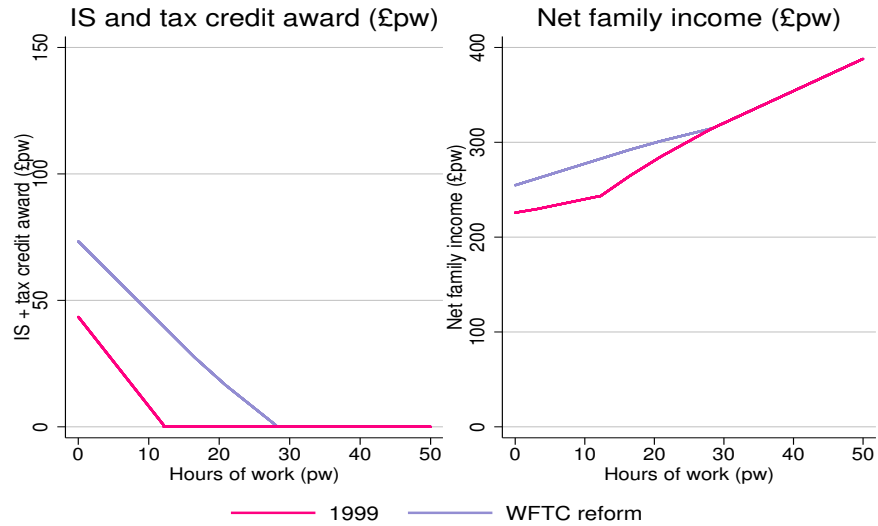 IS and tax credit award (£pw)
IS + tax credit award (£pw)
150
100
50
0
0 10 20 30 40 50
Hours of work (pw)
Net family income (£pw)
Net family income (£pw)
400
300
200
100
0
0 10 20 30 40 50
Hours of work (pw)
1999 WFTC reform